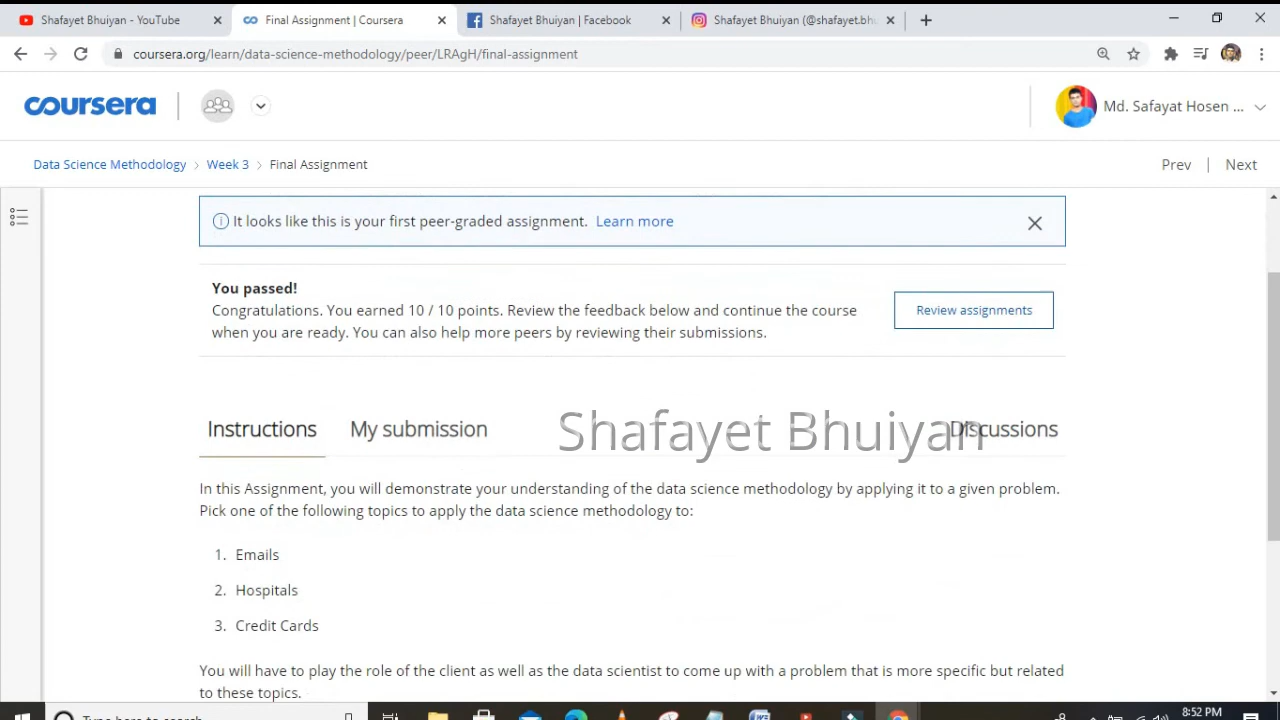 Shafayet Bhuiyan - YouTube
Final Assignment | Coursera
Shafayet Bhuiyan | Facebook
Shafayet Bhuiyan (@shafayet.bhu
coursera.org/learn/data-science-methodology/peer/LRAgH/final-assignment
coursera
Md. Safayat Hosen ...
Data Science Methodology > Week 3 > Final Assignment
Prev | Next
It looks like this is your first peer-graded assignment. Learn more
You passed!
Congratulations. You earned 10 / 10 points. Review the feedback below and continue the course
when you are ready. You can also help more peers by reviewing their submissions.
Review assignments
Instructions
My submission
Shafayet Bhuiyan
Discussions
In this Assignment, you will demonstrate your understanding of the data science methodology by applying it to a given problem.
Pick one of the following topics to apply the data science methodology to:
1. Emails
2. Hospitals
3. Credit Cards
You will have to play the role of the client as well as the data scientist to come up with a problem that is more specific but related
to these topics.
Type here to search
8:52 PM